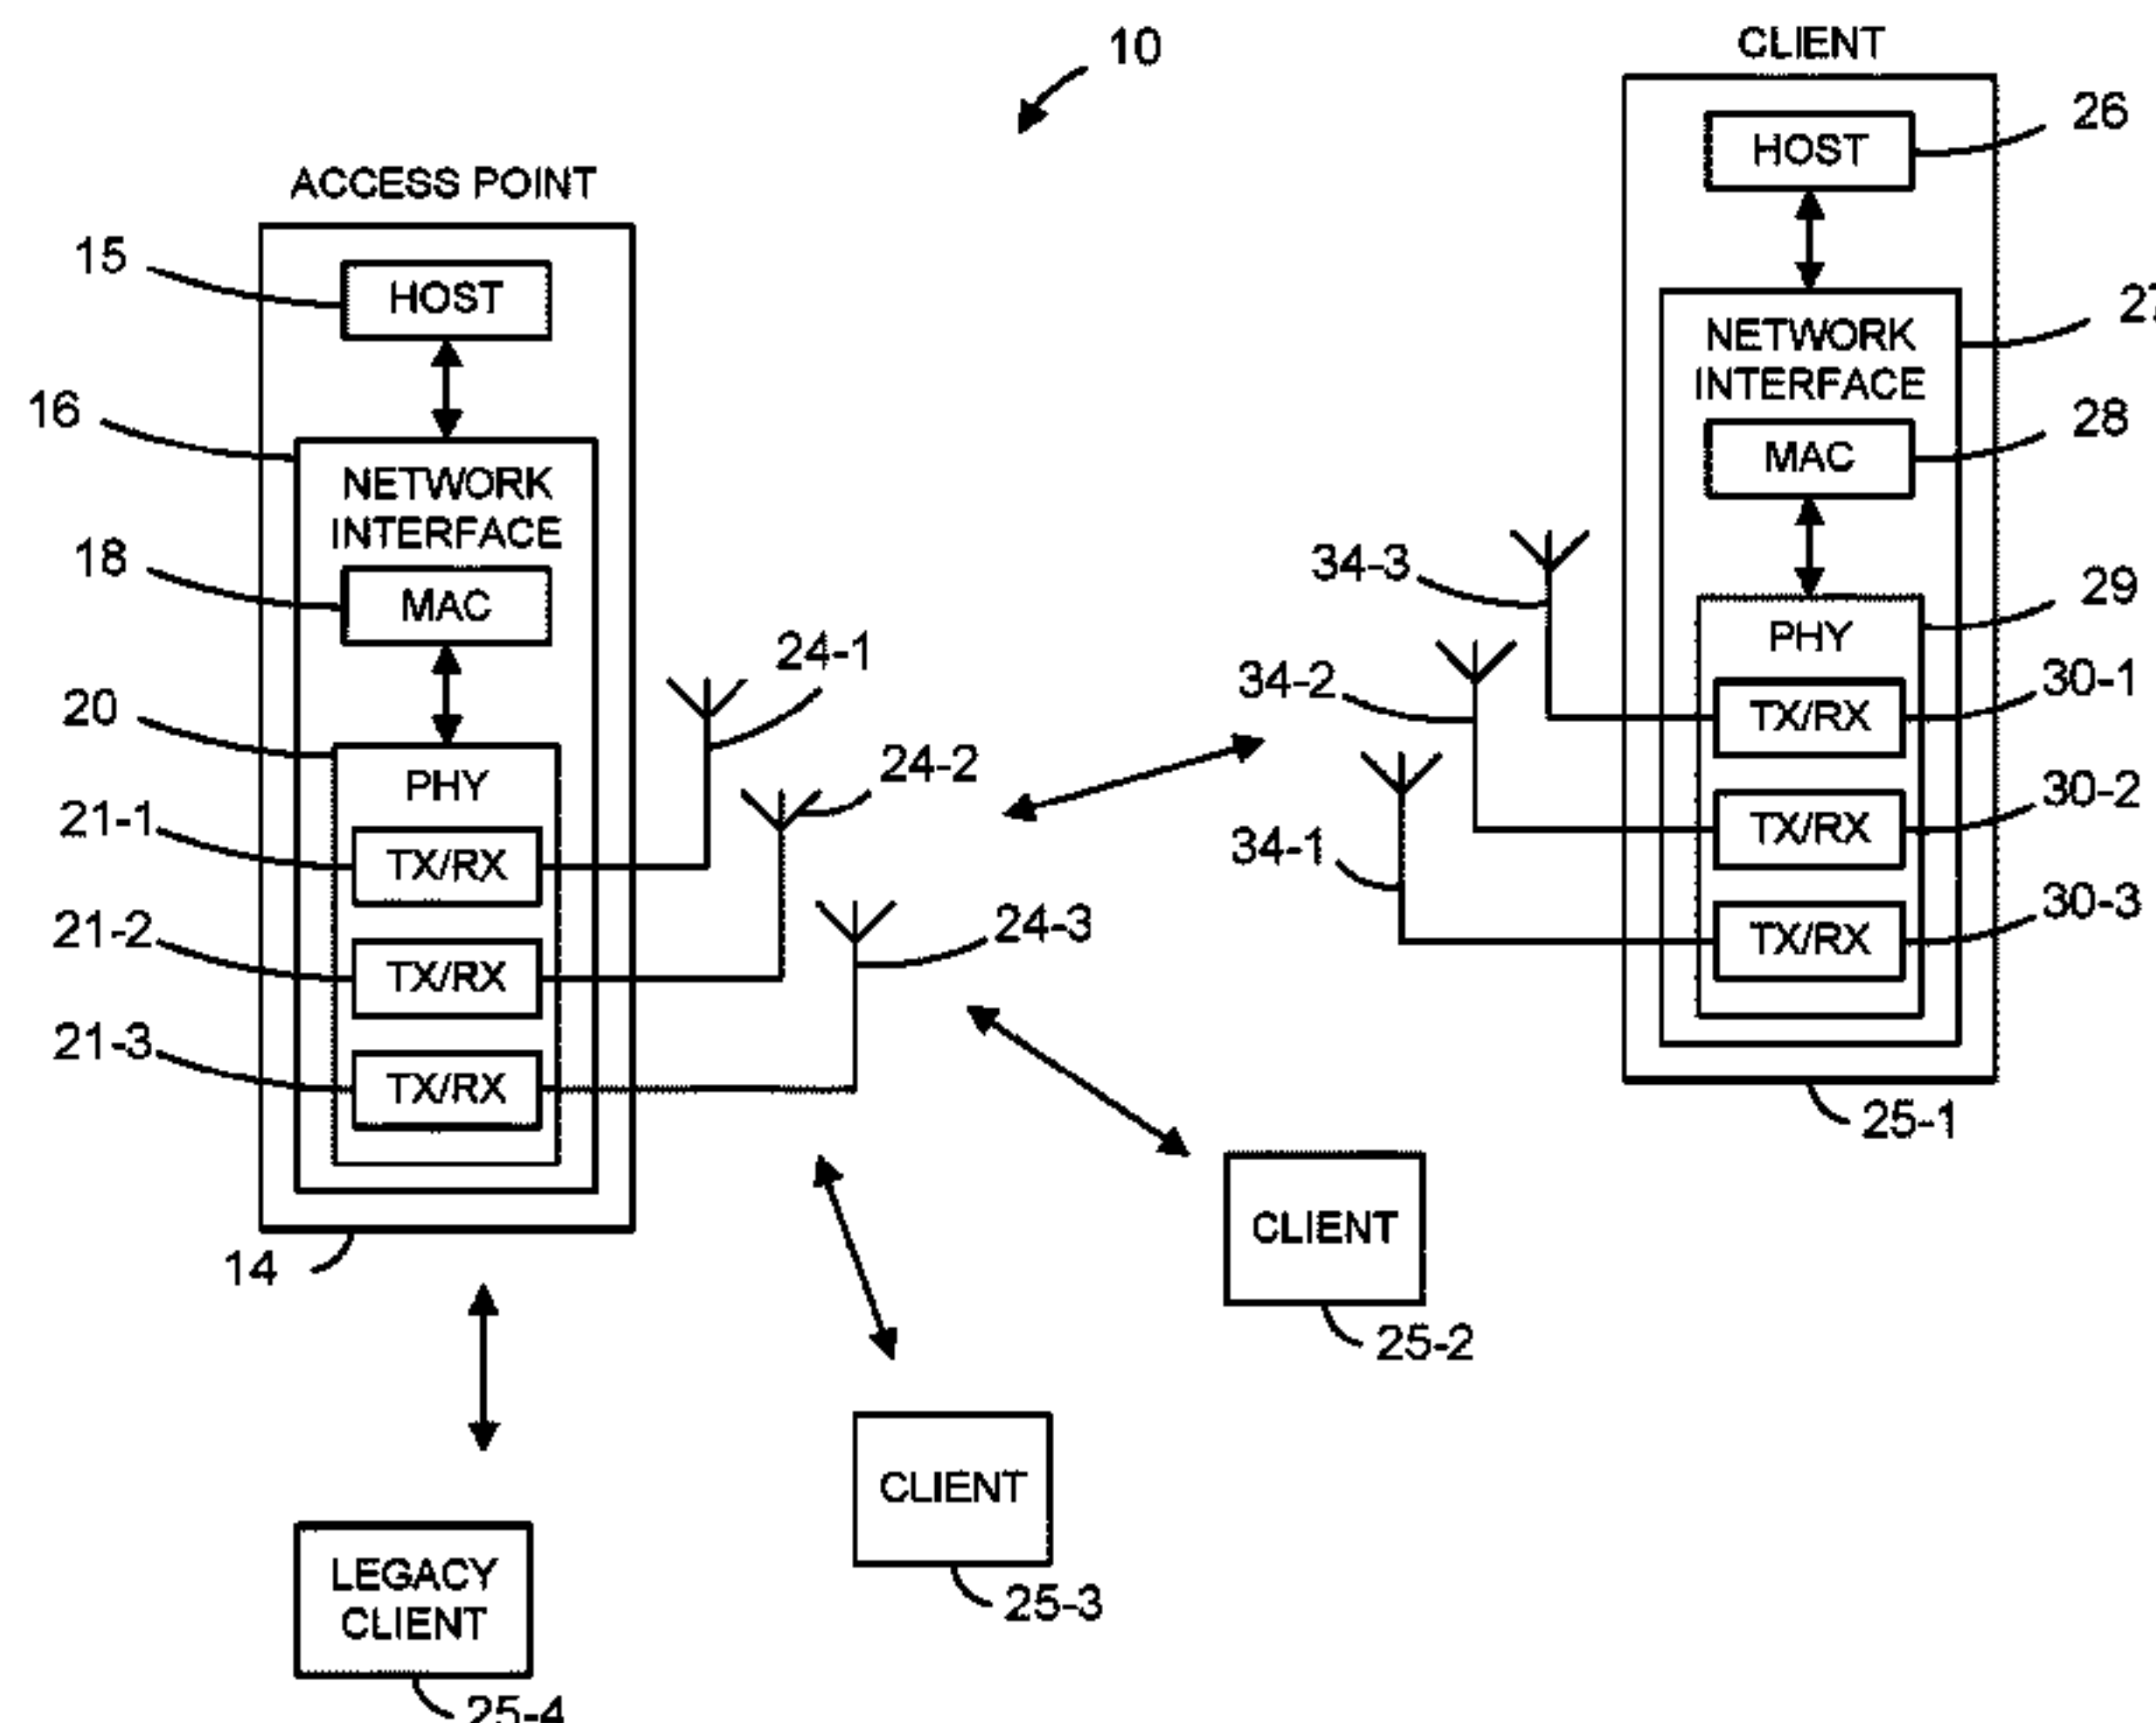 10
ACCESS POINT
15
HOST
16
NETWORK
INTERFACE
18
MAC
20
PHY
21-1
TX/RX
21-2
TX/RX
21-3
TX/RX
14
24-1
24-2
24-3
CLIENT
26
HOST
27
NETWORK
INTERFACE
28
MAC
29
PHY
34-3
30-1
TX/RX
34-2
30-2
TX/RX
34-1
30-3
TX/RX
25-1
CLIENT
25-2
CLIENT
25-3
LEGACY
CLIENT
25-4